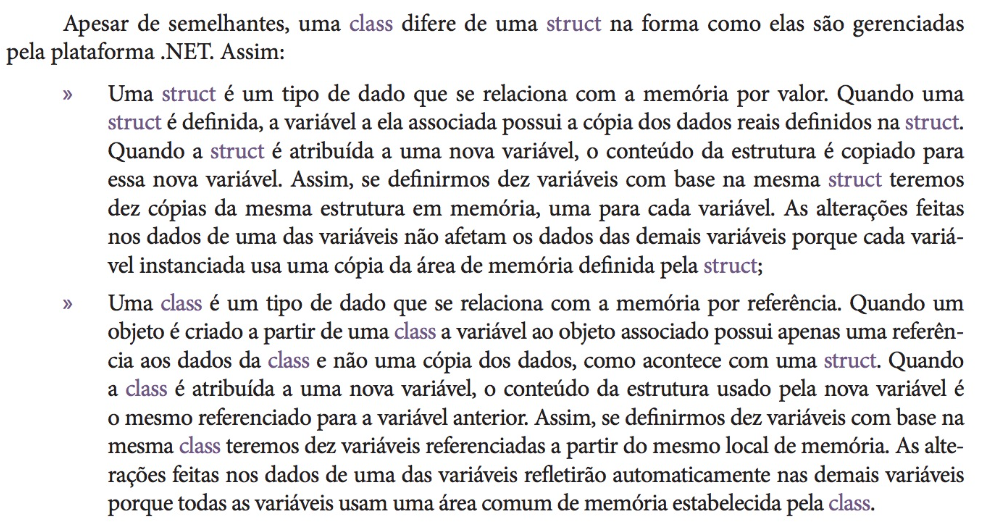 Apesar de semelhantes, uma class difere de uma struct na forma como elas são gerenciadas
pela plataforma .NET. Assim:
» Uma struct é um tipo de dado que se relaciona com a memória por valor. Quando uma
struct é definida, a variável a ela associada possui a cópia dos dados reais definidos na struct.
Quando a struct é atribuída a uma nova variável, o conteúdo da estrutura é copiado para
essa nova variável. Assim, se definirmos dez variáveis com base na mesma struct teremos
dez cópias da mesma estrutura em memória, uma para cada variável. As alterações feitas
nos dados de uma das variáveis não afetam os dados das demais variáveis porque cada variá-
vel instanciada usa uma cópia da área de memória definida pela struct;
» Uma class é um tipo de dado que se relaciona com a memória por referência. Quando um
objeto é criado a partir de uma class a variável ao objeto associado possui apenas uma referên-
cia aos dados da class e não uma cópia dos dados, como acontece com uma struct. Quando
a class é atribuída a uma nova variável, o conteúdo da estrutura usado pela nova variável é
o mesmo referenciado para a variável anterior. Assim, se definirmos dez variáveis com base na
mesma class teremos dez variáveis referenciadas a partir do mesmo local de memória. As alte-
rações feitas nos dados de uma das variáveis refletirão automaticamente nas demais variáveis
porque todas as variáveis usam uma área comum de memória estabelecida pela class.